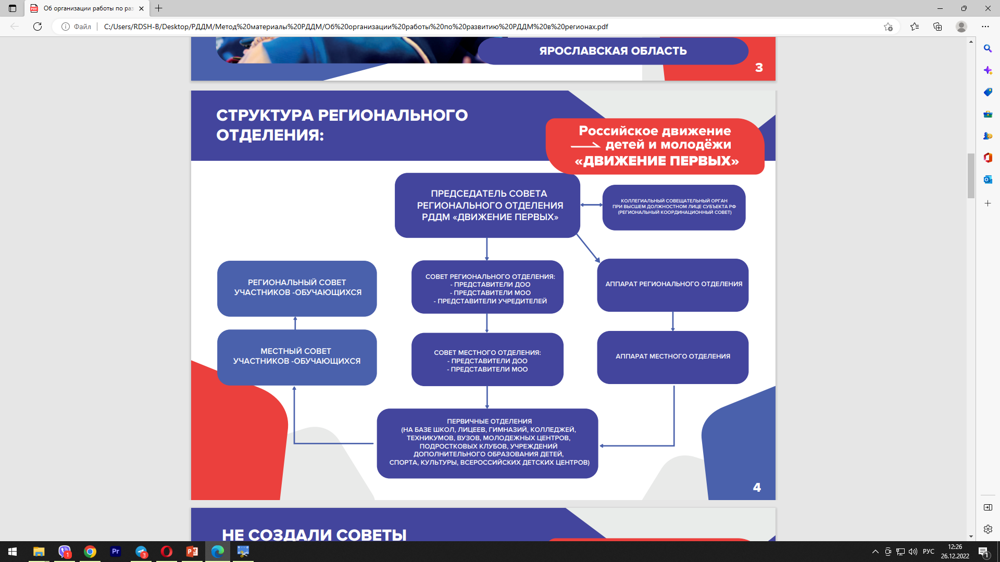 Об организации работы по раз
Файл
C:/Users/RDSH-B/Desktop/РДДМ/Метод%20материалы%20РДДМ/Об%20организации%20работы%20по%20развитию%20РДДМ%20в%20регионах.pdf
ЯРОСЛАВСКАЯ ОБЛАСТЬ
3
СТРУКТУРА РЕГИОНАЛЬНОГО
ОТДЕЛЕНИЯ:
Российское движение
детей и молодёжи
«ДВИЖЕНИЕ ПЕРВЫХ»
ПРЕДСЕДАТЕЛЬ СОВЕТА
РЕГИОНАЛЬНОГО ОТДЕЛЕНИЯ
РДДМ «ДВИЖЕНИЕ ПЕРВЫХ»
КОЛЛЕГИАЛЬНЫЙ СОВЕЩАТЕЛЬНЫЙ ОРГАН
ПРИ ВЫСШЕМ ДОЛЖНОСТНОМ ЛИЦЕ СУБЪЕКТА РФ
(РЕГИОНАЛЬНЫЙ КООРДИНАЦИОННЫЙ СОВЕТ)
РЕГИОНАЛЬНЫЙ СОВЕТ
УЧАСТНИКОВ -ОБУЧАЮЩИХСЯ
СОВЕТ РЕГИОНАЛЬНОГО ОТДЕЛЕНИЯ:
- ПРЕДСТАВИТЕЛИ ДОО
- ПРЕДСТАВИТЕЛИ МОО
- ПРЕДСТАВИТЕЛИ УЧРЕДИТЕЛЕЙ
АППАРАТ РЕГИОНАЛЬНОГО ОТДЕЛЕНИЯ
МЕСТНЫЙ СОВЕТ
УЧАСТНИКОВ -ОБУЧАЮЩИХСЯ
СОВЕТ МЕСТНОГО ОТДЕЛЕНИЯ:
- ПРЕДСТАВИТЕЛИ ДОО
- ПРЕДСТАВИТЕЛИ МОО
АППАРАТ МЕСТНОГО ОТДЕЛЕНИЯ
ПЕРВИЧНЫЕ ОТДЕЛЕНИЯ
(НА БАЗЕ ШКОЛ, ЛИЦЕЕВ, ГИМНАЗИЙ, КОЛЛЕДЖЕЙ,
ТЕХНИКУМОВ, ВУЗОВ, МОЛОДЕЖНЫХ ЦЕНТРОВ,
ПОДРОСТКОВЫХ КЛУБОВ, УЧРЕЖДЕНИЙ
ДОПОЛНИТЕЛЬНОГО ОБРАЗОВАНИЯ ДЕТЕЙ,
СПОРТА, КУЛЬТУРЫ, ВСЕРОССИЙСКИХ ДЕТСКИХ ЦЕНТРОВ)
4
НЕ СОЗДАЛИ СОВЕТЫ
1
Pr
3
РУС
12:26
26.12.2022
1